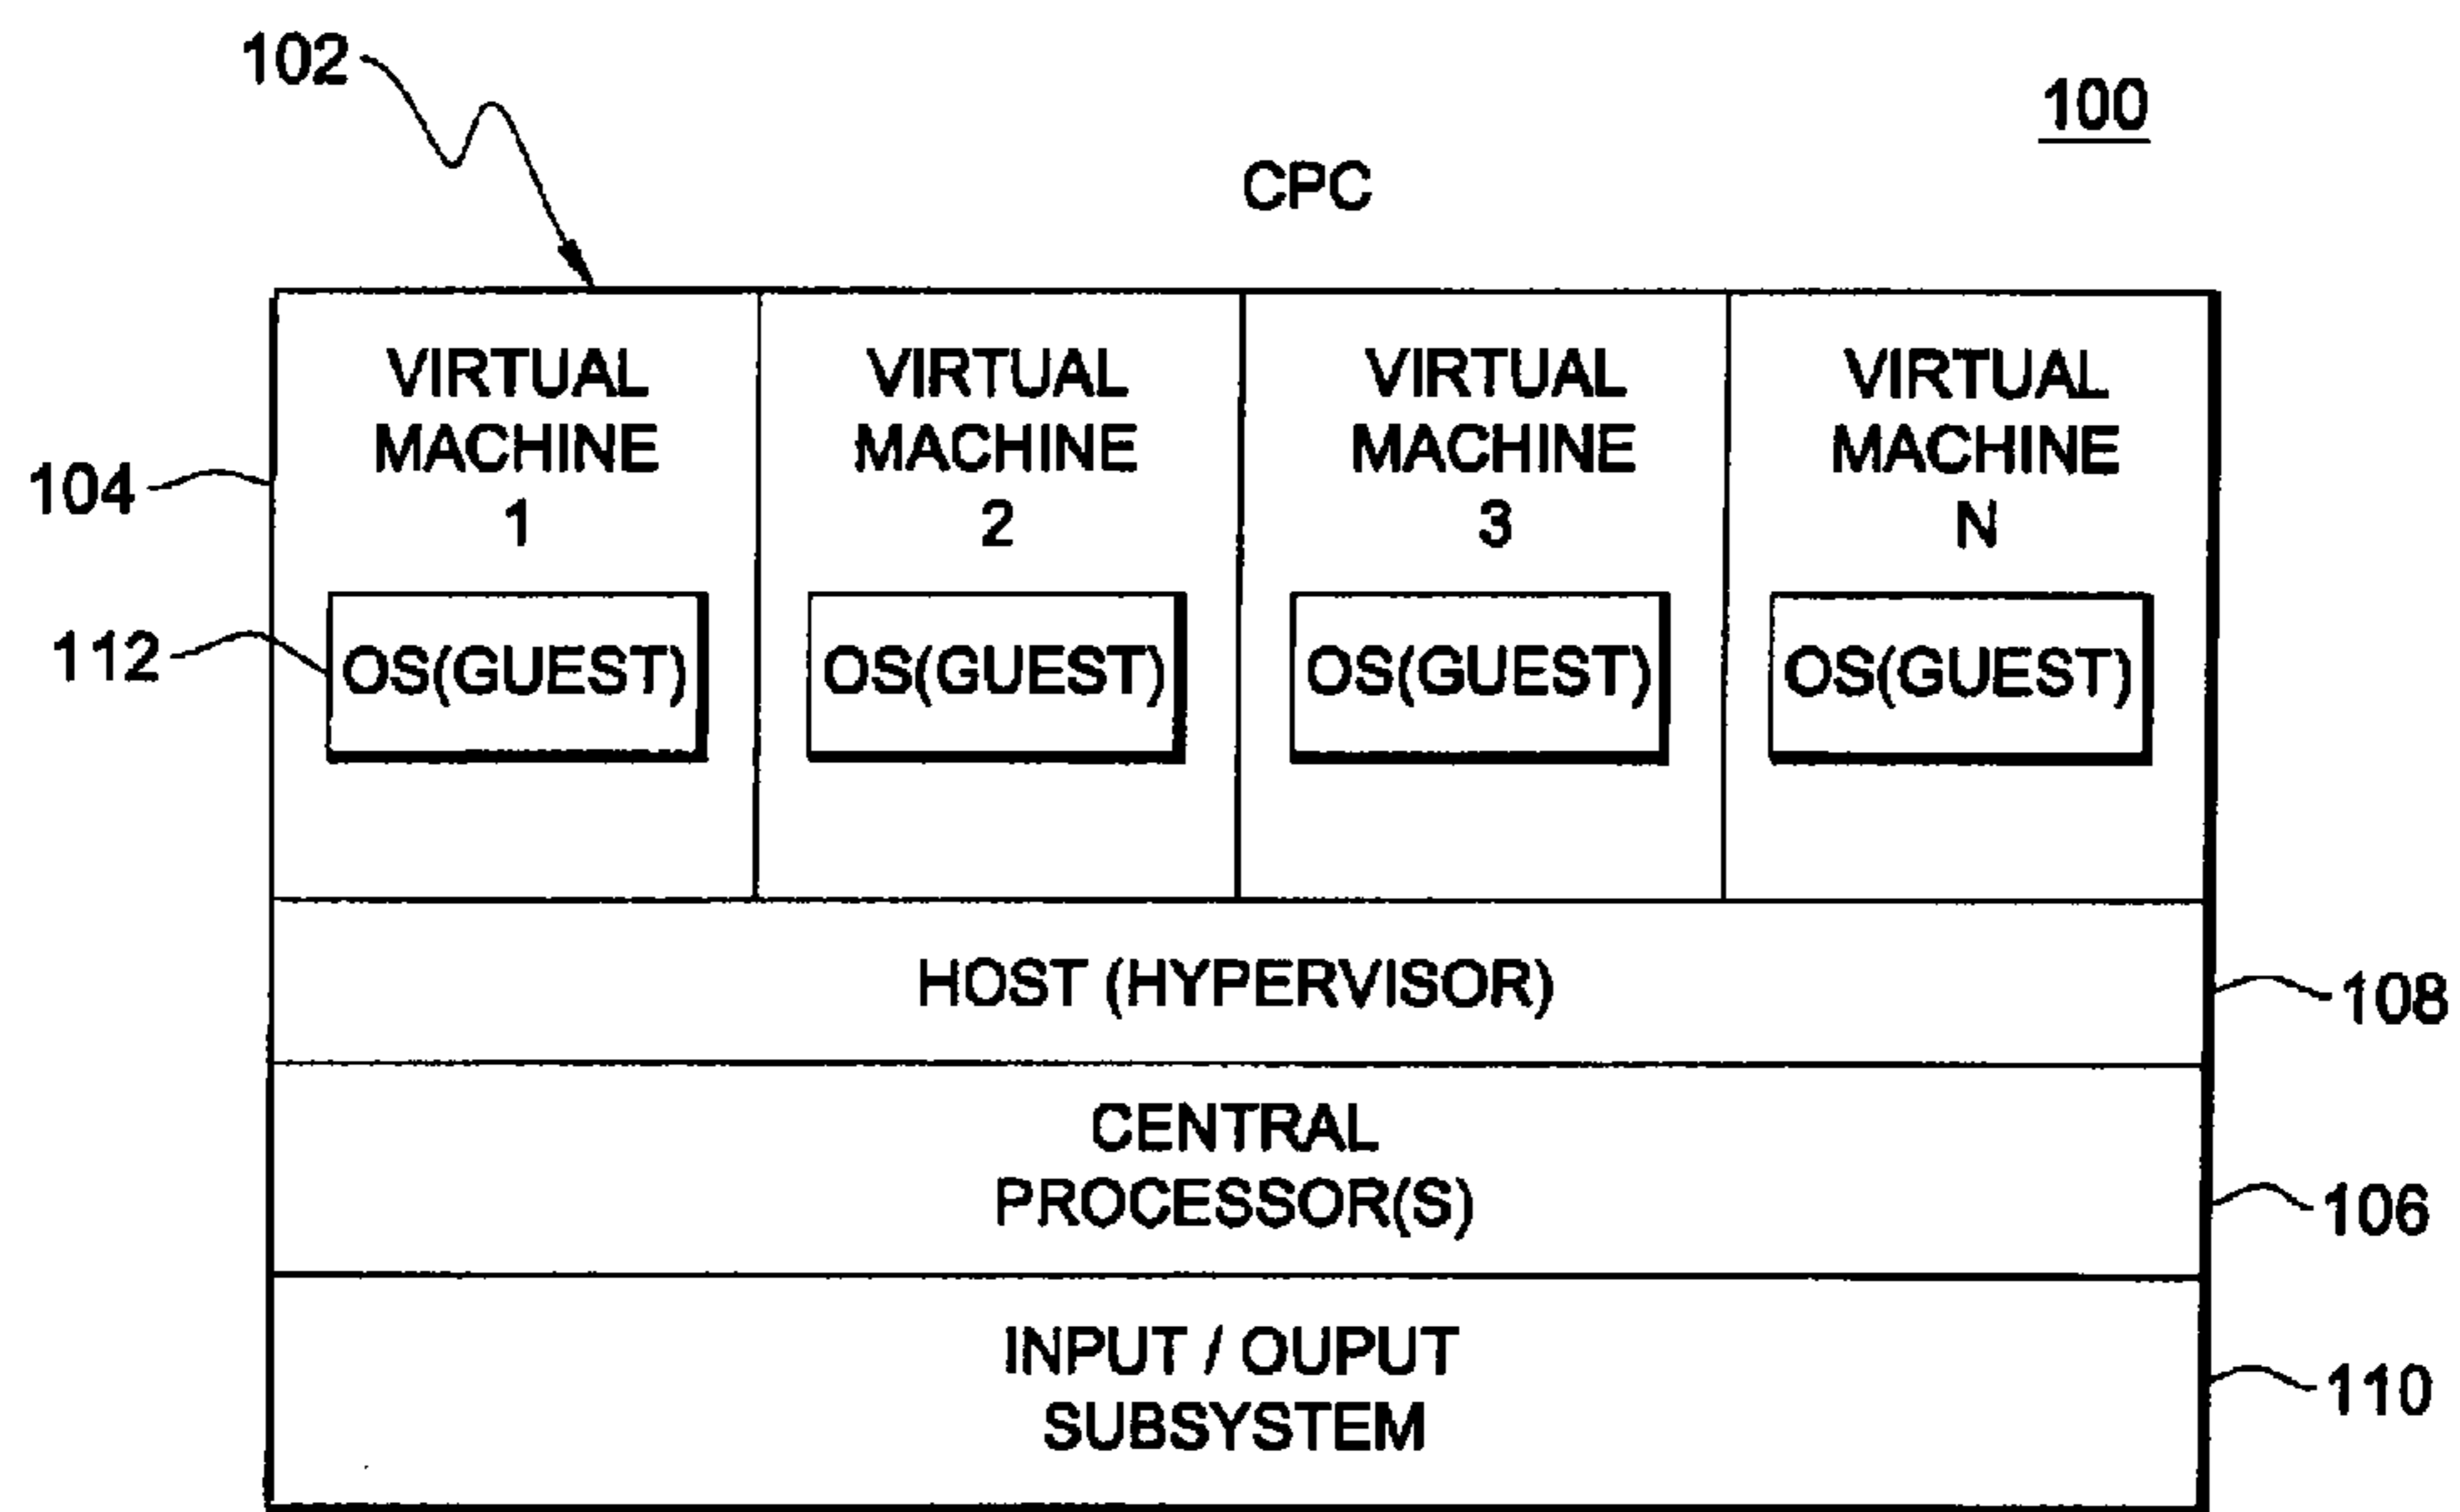 102
100
CPC
VIRTUAL
MACHINE
1
VIRTUAL
MACHINE
2
VIRTUAL
MACHINE
3
VIRTUAL
MACHINE
N
104
112
OS(GUEST)
OS(GUEST)
OS(GUEST)
OS(GUEST)
HOST (HYPERVISOR)
108
CENTRAL
PROCESSOR(S)
106
INPUT / OUPUT
SUBSYSTEM
110